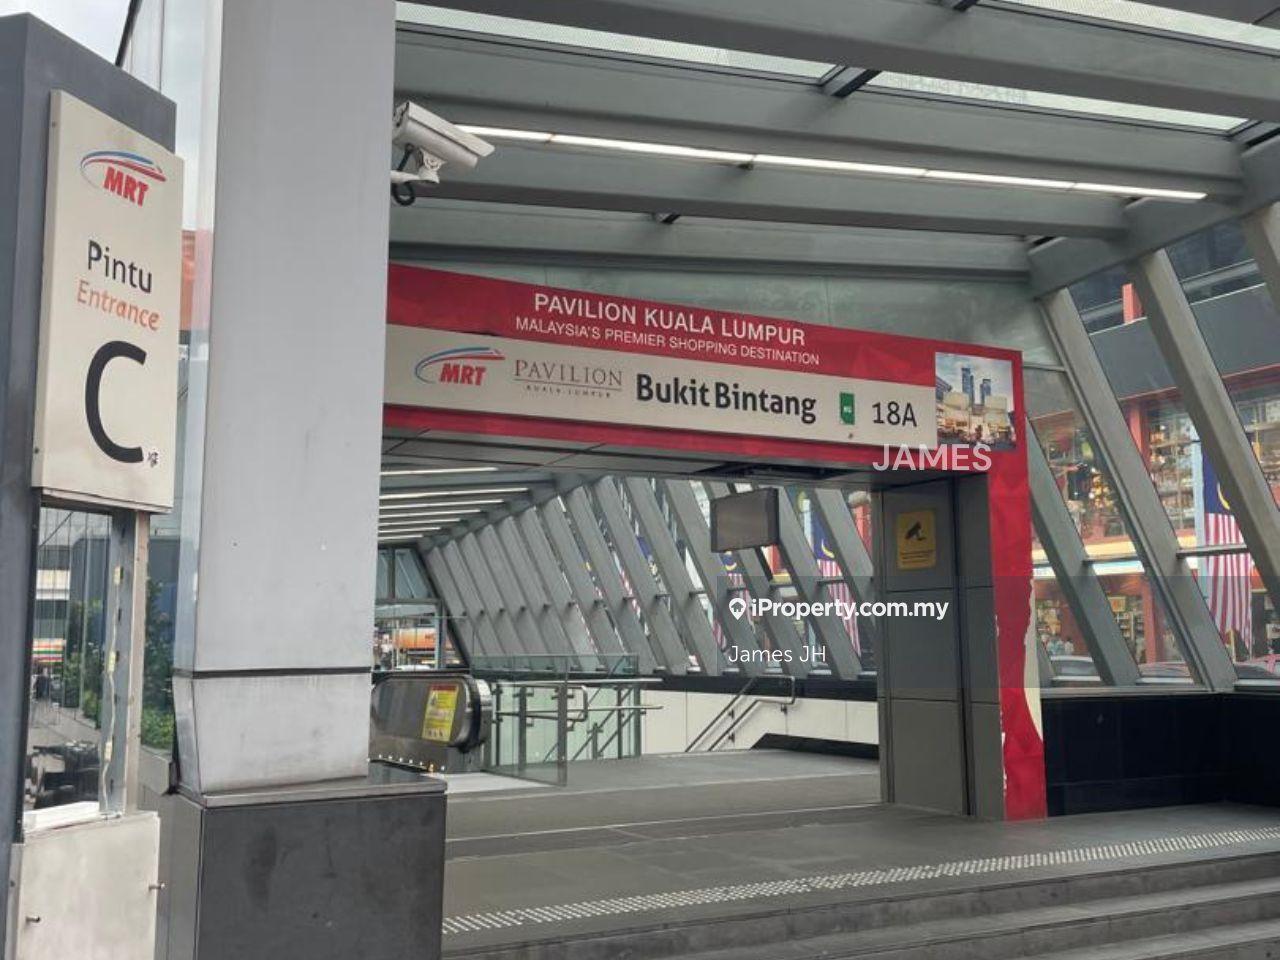 MRT
Pintu
Entrance
C
PAVILION KUALA LUMPUR
MALAYSIA'S PREMIER SHOPPING DESTINATION
MRT PAVILION Bukit Bintang KG 18A
KUALA LUMPUR
JAMES
iProperty.com.my
James JH